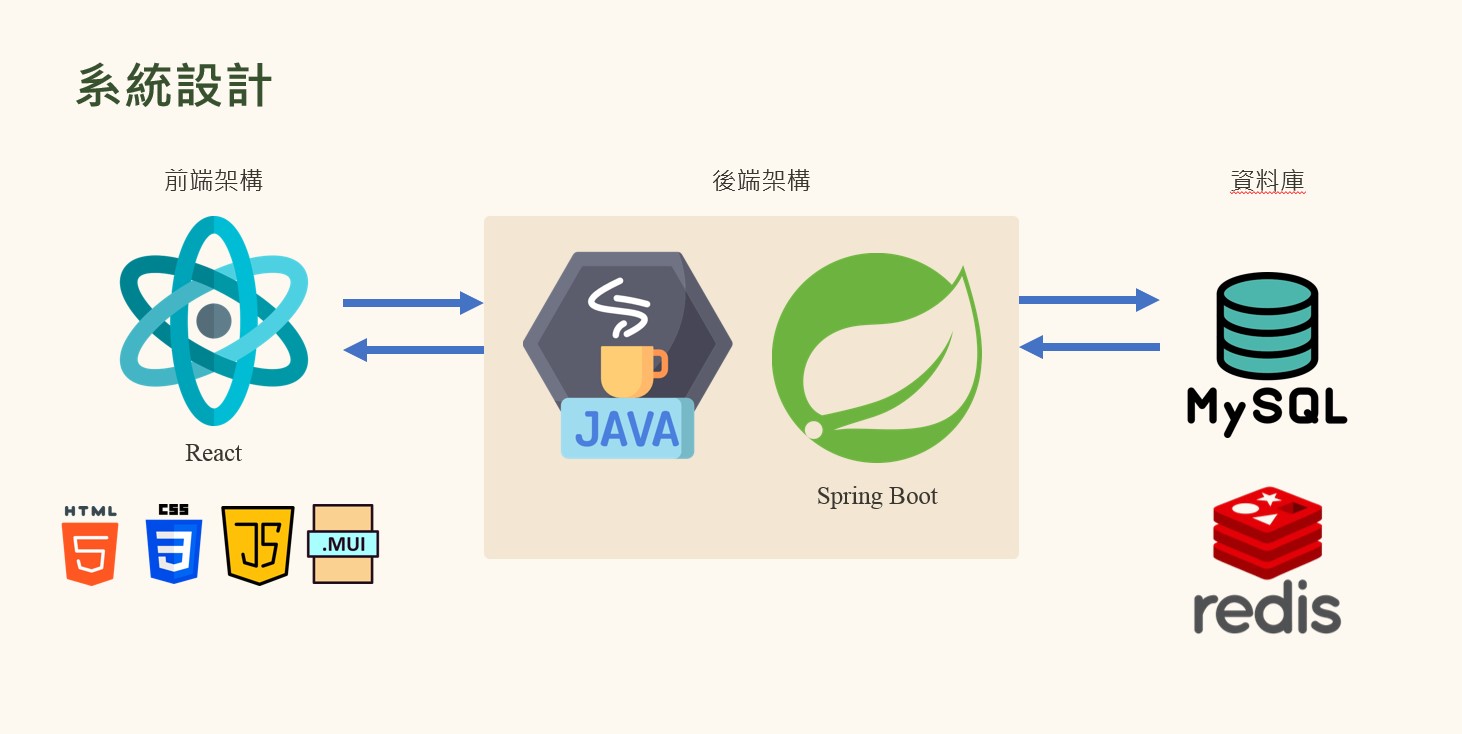 系統設計
前端架構
後端架構
資料庫
JAVA
React
Spring Boot
MySQL
HTML
5
CSS
3
JS
.MUI
redis